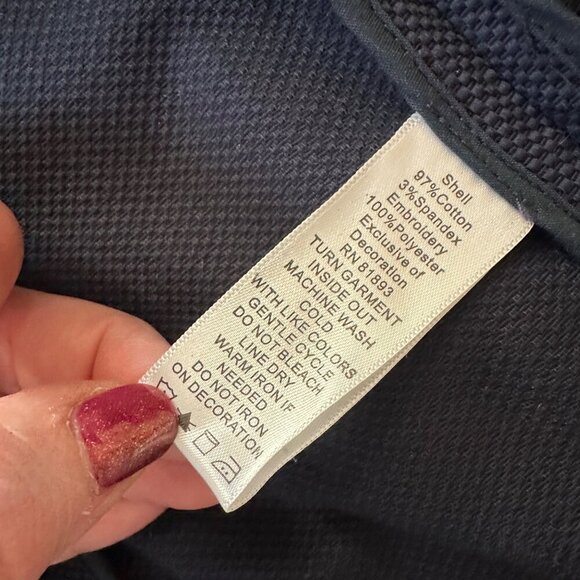 Shell
97%Cotton
3%Spandex
Embroidery
100%Polyester
Exclusive of
Decoration
RN 81893
TURN GARMENT
INSIDE OUT
COLD
MACHINE WASH
WITH LIKE COLORS
GENTLE CYCLE
DO NOT BLEACH
LINE DRY
WARM IRON IF
NEEDED
DO NOT IRON
ON DECORATION